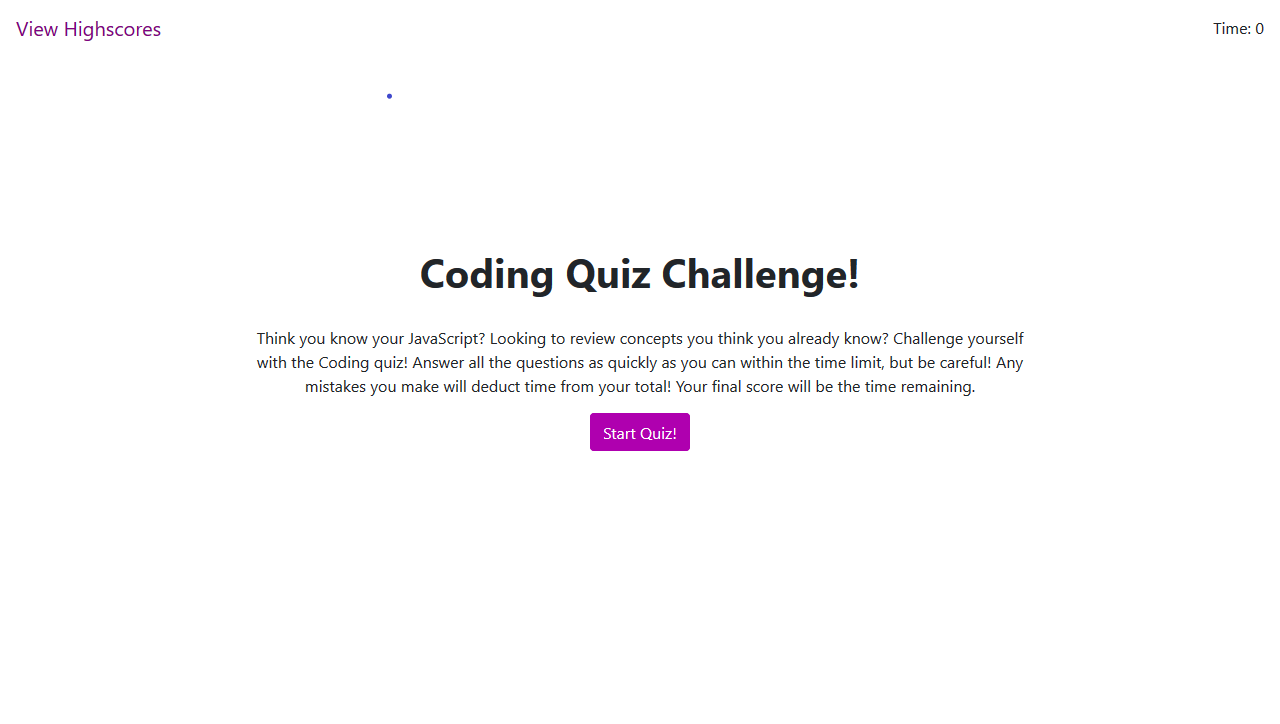 View Highscores
Time: 0
Coding Quiz Challenge!
Think you know your JavaScript? Looking to review concepts you think you already know? Challenge yourself
with the Coding quiz! Answer all the questions as quickly as you can within the time limit, but be careful! Any
mistakes you make will deduct time from your total! Your final score will be the time remaining.
Start Quiz!